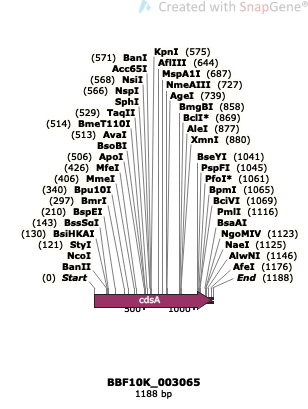 Created with SnapGene®
KpnI (575)
(571) BanI
AflIII (644)
Acc65I
MspA1I (687)
(568) NsiI
NmeAIII (727)
(566) NspI
AgeI (739)
SphI
BmgBI (858)
(529) TaqII
BclI* (869)
(514) BmeT110I
AleI (877)
(513) AvaI
XmnI (880)
BsoBI
(506) ApoI
BseYI (1041)
(426) MfeI
PspFI (1045)
(406) MmeI
PfoI* (1061)
(340) Bpu10I
BpmI (1065)
(297) BmrI
BciVI (1069)
(210) BspEI
PmlI (1116)
(143) BssSαI
BsaAI
(130) BsiHKAI
NgoMIV (1123)
(121) StyI
NaeI (1125)
NcoI
AlwNI (1146)
BanII
AfeI (1176)
(0) Start
End (1188)
cdsA
500
1000
BBF10K_003065
1188 bp